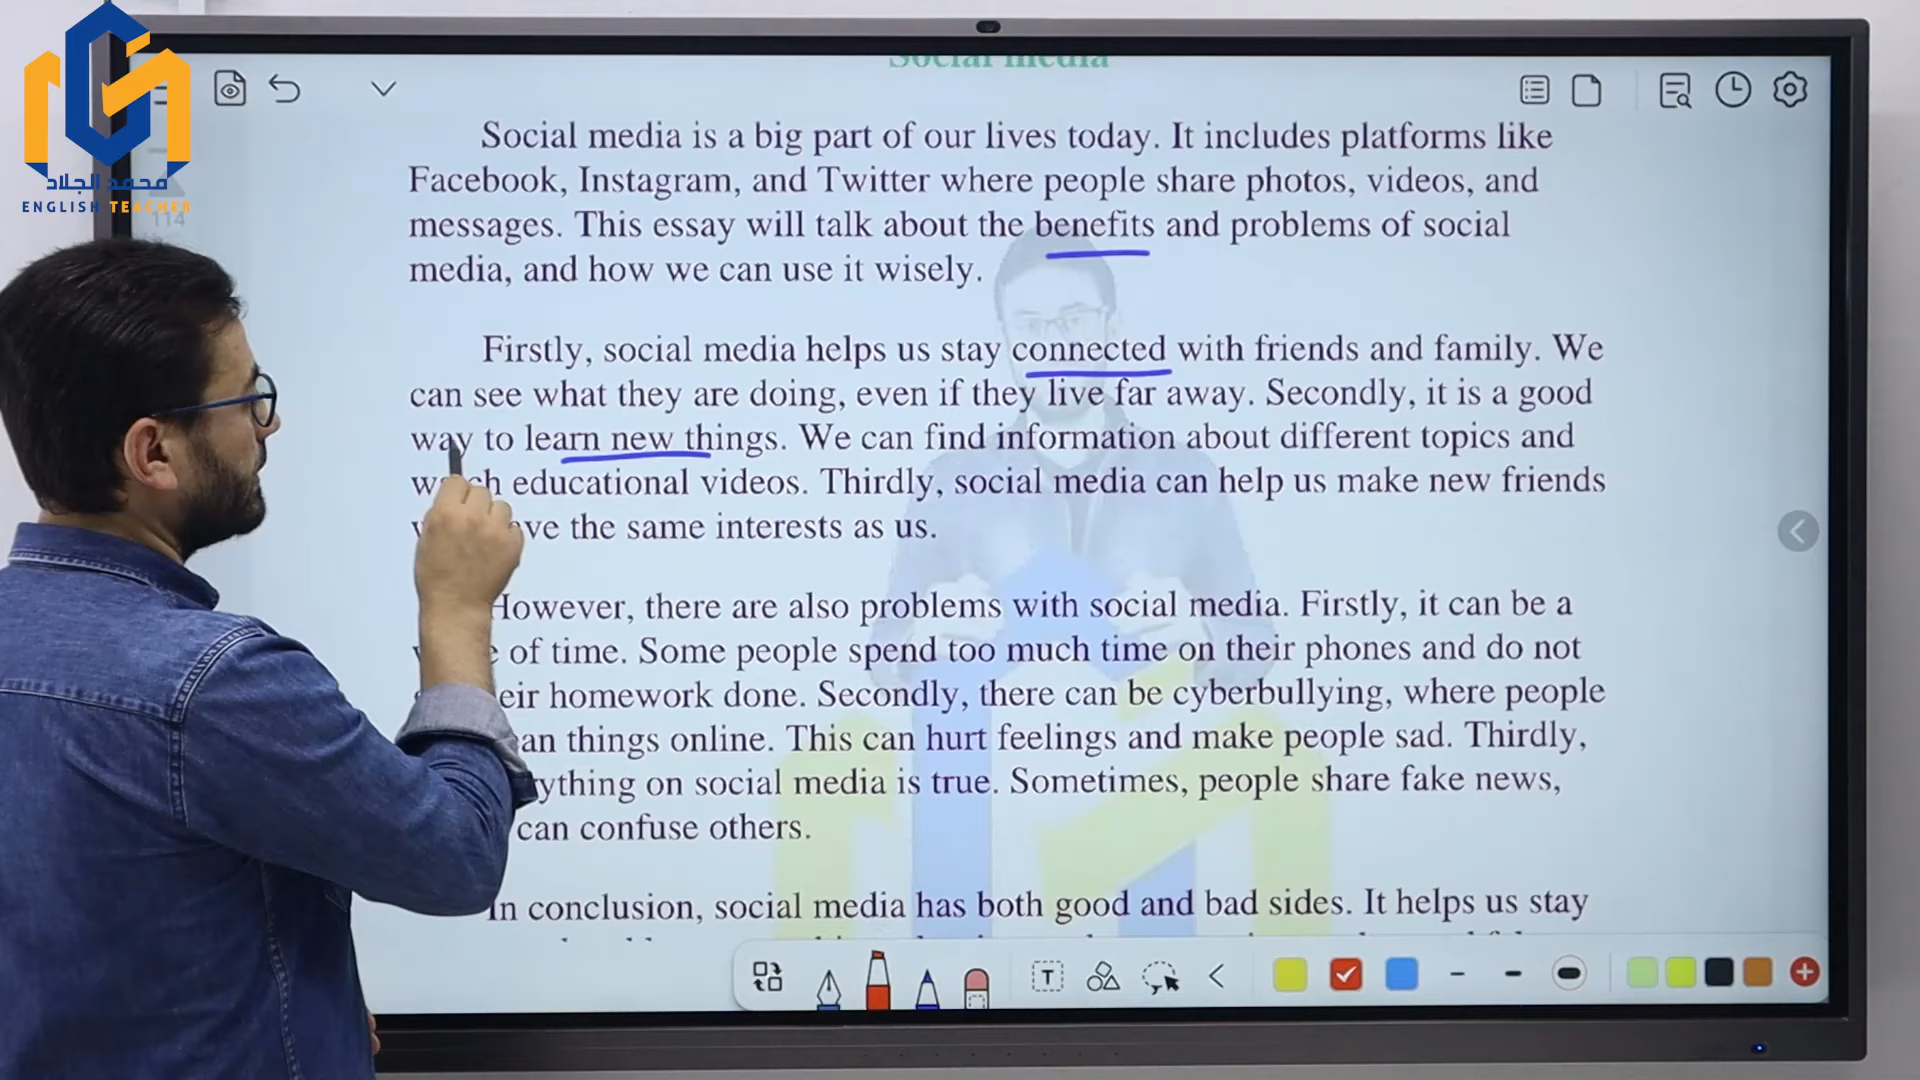 محمد الجلاد
ENGLISH TEACHER
114
Social media
Social media is a big part of our lives today. It includes platforms like
Facebook, Instagram, and Twitter where people share photos, videos, and
messages. This essay will talk about the benefits and problems of social
media, and how we can use it wisely.
Firstly, social media helps us stay connected with friends and family. We
can see what they are doing, even if they live far away. Secondly, it is a good
way to learn new things. We can find information about different topics and
educational videos. Thirdly, social media can help us make new friends
the same interests as us.
However, there are also problems with social media. Firstly, it can be a
of time. Some people spend too much time on their phones and do not
homework done. Secondly, there can be cyberbullying, where people
things online. This can hurt feelings and make people sad. Thirdly,
on social media is true. Sometimes, people share fake news,
can confuse others.
In conclusion, social media has both good and bad sides. It helps us stay
T